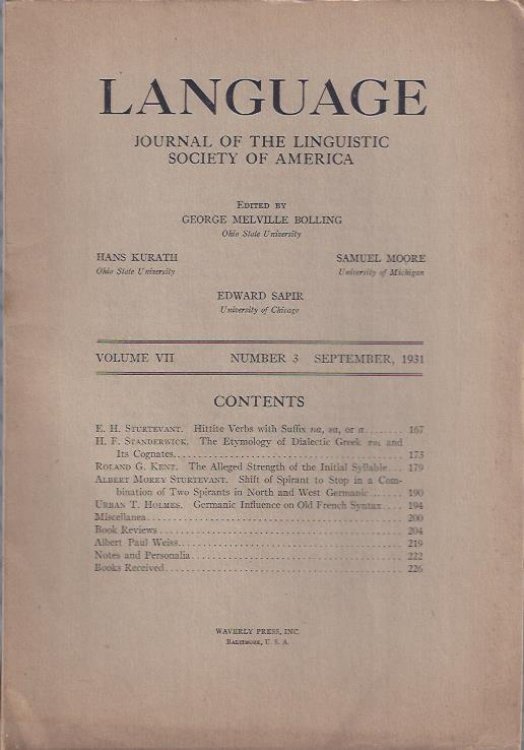 LANGUAGE
JOURNAL OF THE LINGUISTIC
SOCIETY OF AMERICA
EDITED BY
GEORGE MELVILLE BOLLING
Ohio State University
HANS KURATH SAMUEL MOORE
Ohio State University University of Michigan
EDWARD SAPIR
University of Chicago
VOLUME VII NUMBER 3 SEPTEMBER, 1931
CONTENTS
E. H. STURTEVANT. Hittite Verbs with Suffix na, sa, or a ........ 167
H. F. STANDERWICK. The Etymology of Dialectic Greek and
Its Cognates........ 173
ROLAND G. KENT. The Alleged Strength of the Initial Syllable.... 179
ALBERT MOREY STURTEVANT. Shift of Spirant to Stop in a Com-
bination of Two Spirants in North and West Germanic ........ 190
URBAN T. HOLMES. Germanic Influence on Old French Syntax.... 194
Miscellanea........ 200
Book Reviews........ 204
Albert Paul Weiss........ 219
Notes and Personalia........ 222
Books Received........ 226
WAVERLY PRESS, INC.
BALTIMORE, U. S. A.